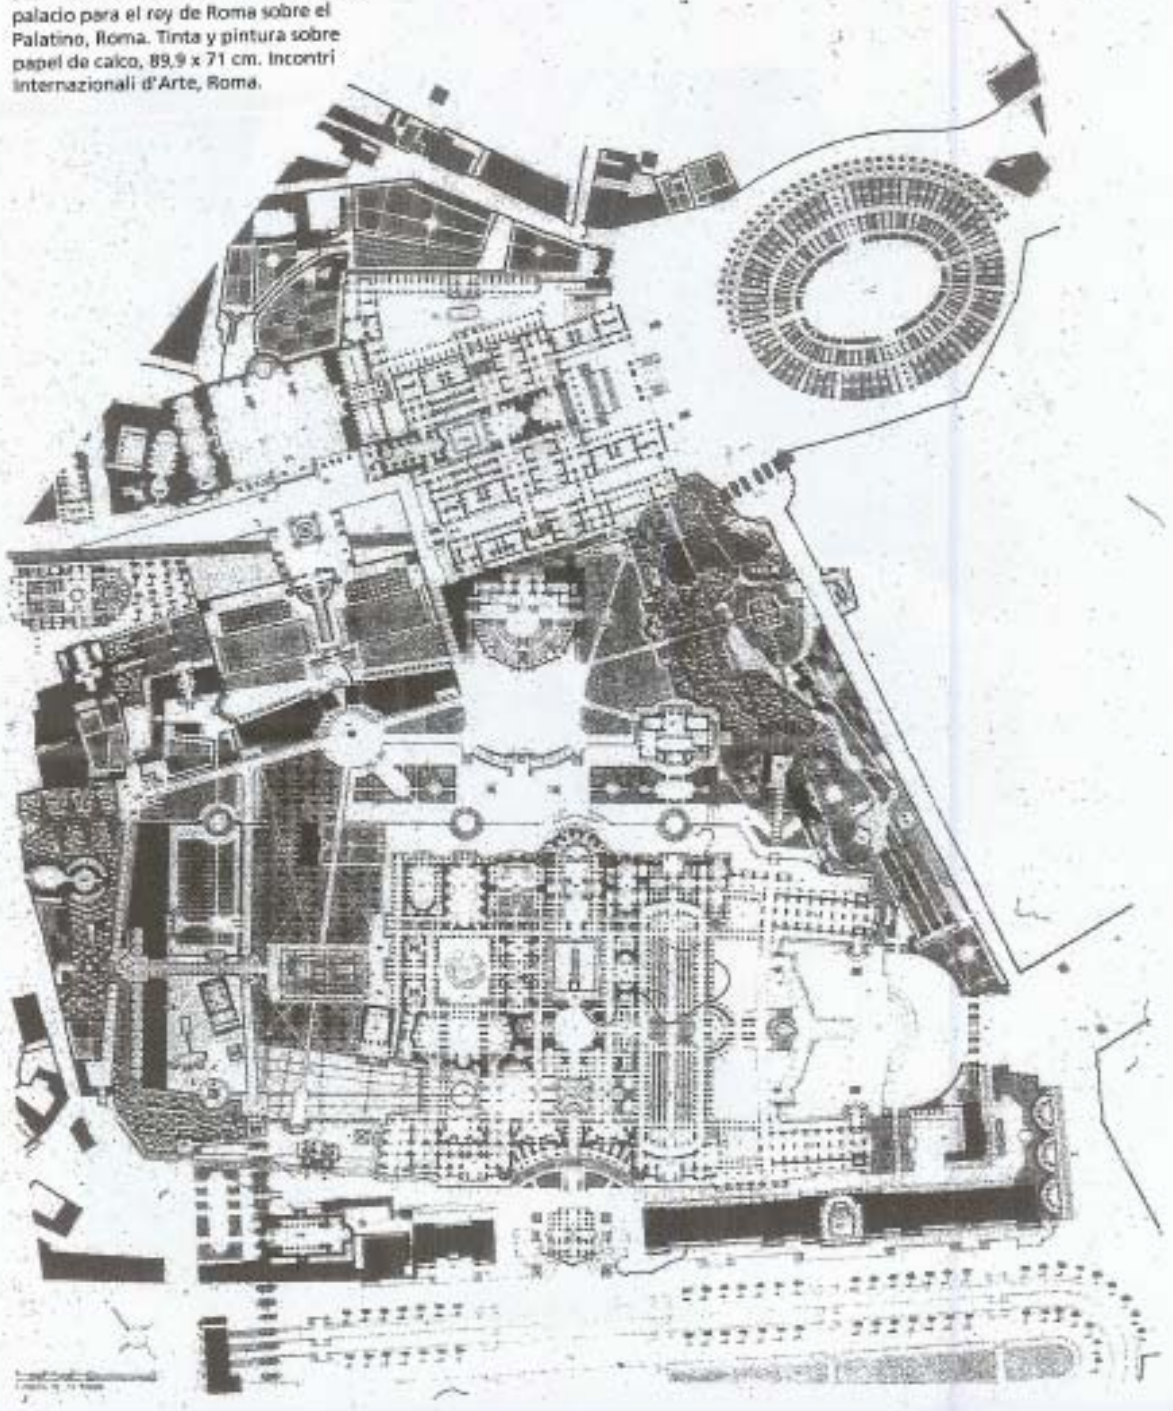 palacio para el rey de Roma sobre el
Palatino, Roma. Tinta y pintura sobre
papel de calco, 89,9 x 71 cm. Incontri
Internazionali d'Arte, Roma.